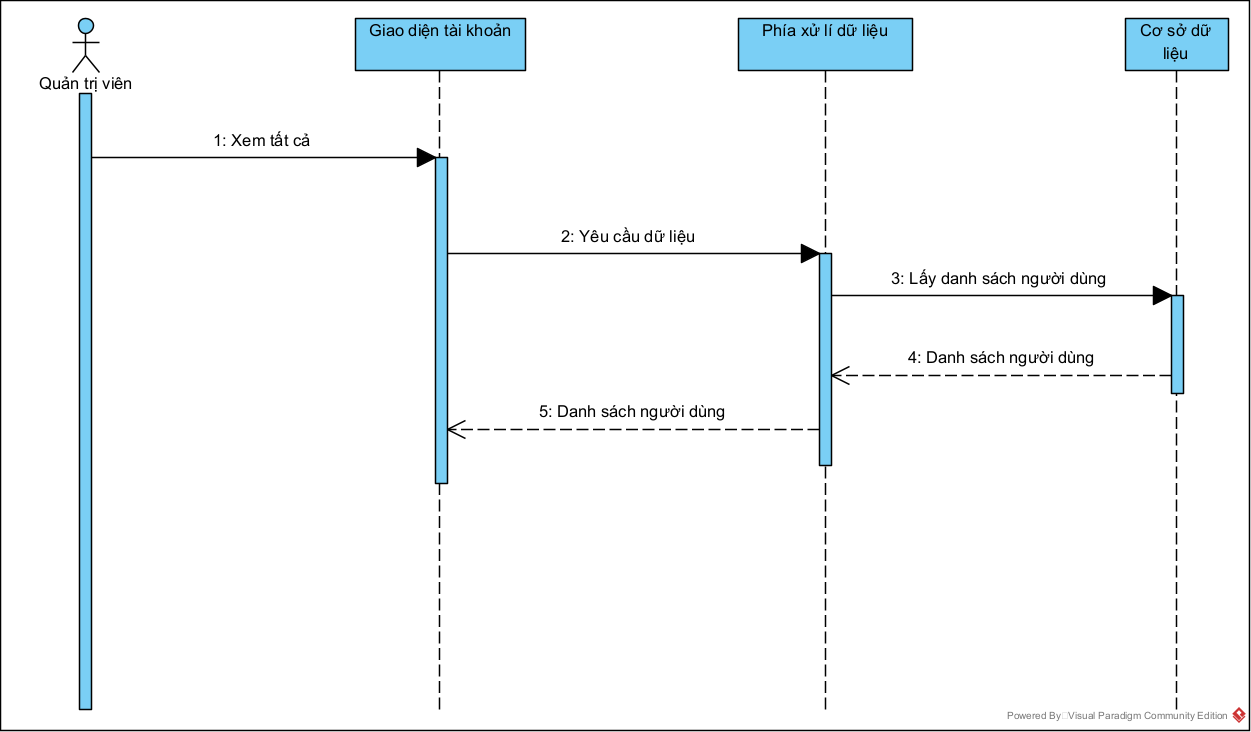 Giao diện tài khoản
Phía xử lí dữ liệu
Cơ sở dữ
liệu
Quản trị viên
1: Xem tất cả
2: Yêu cầu dữ liệu
3: Lấy danh sách người dùng
4: Danh sách người dùng
5: Danh sách người dùng
Powered By Visual Paradigm Community Edition